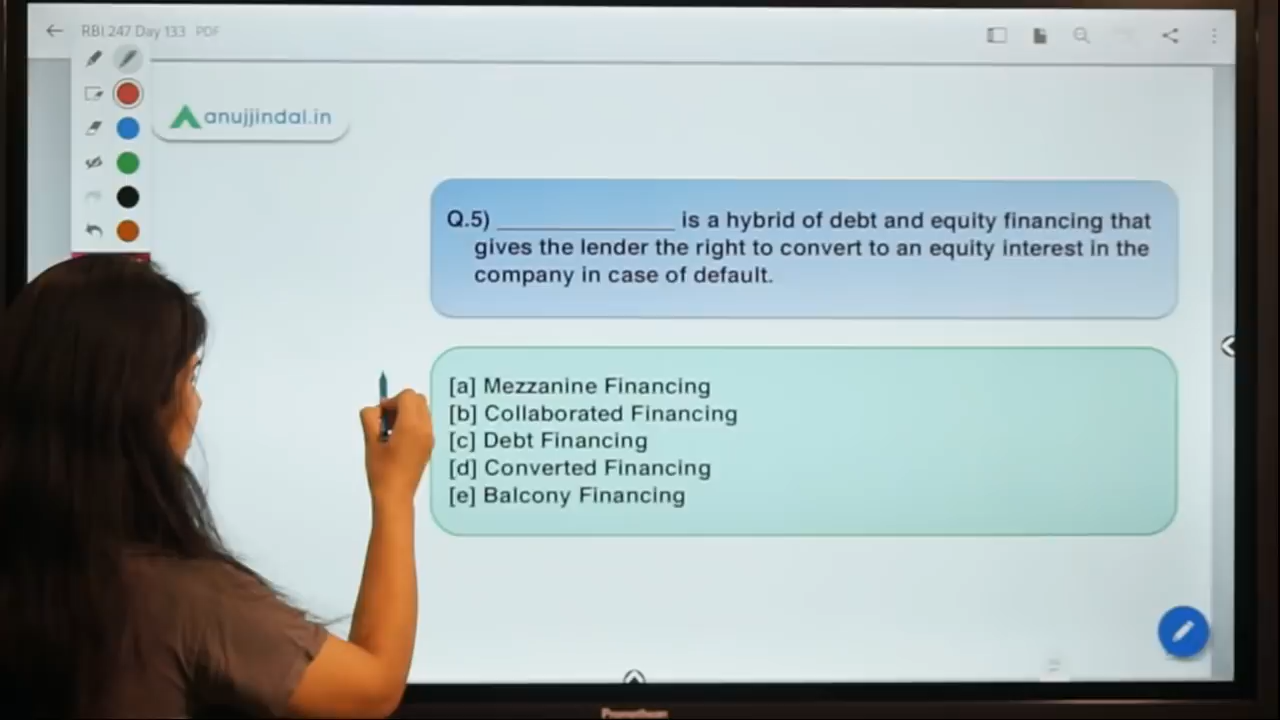 RBI 247 Day 133 PDF
anujjindal.in
Q.5) ____________ is a hybrid of debt and equity financing that
gives the lender the right to convert to an equity interest in the
company in case of default.
[a] Mezzanine Financing
[b] Collaborated Financing
[c] Debt Financing
[d] Converted Financing
[e] Balcony Financing
Promethean